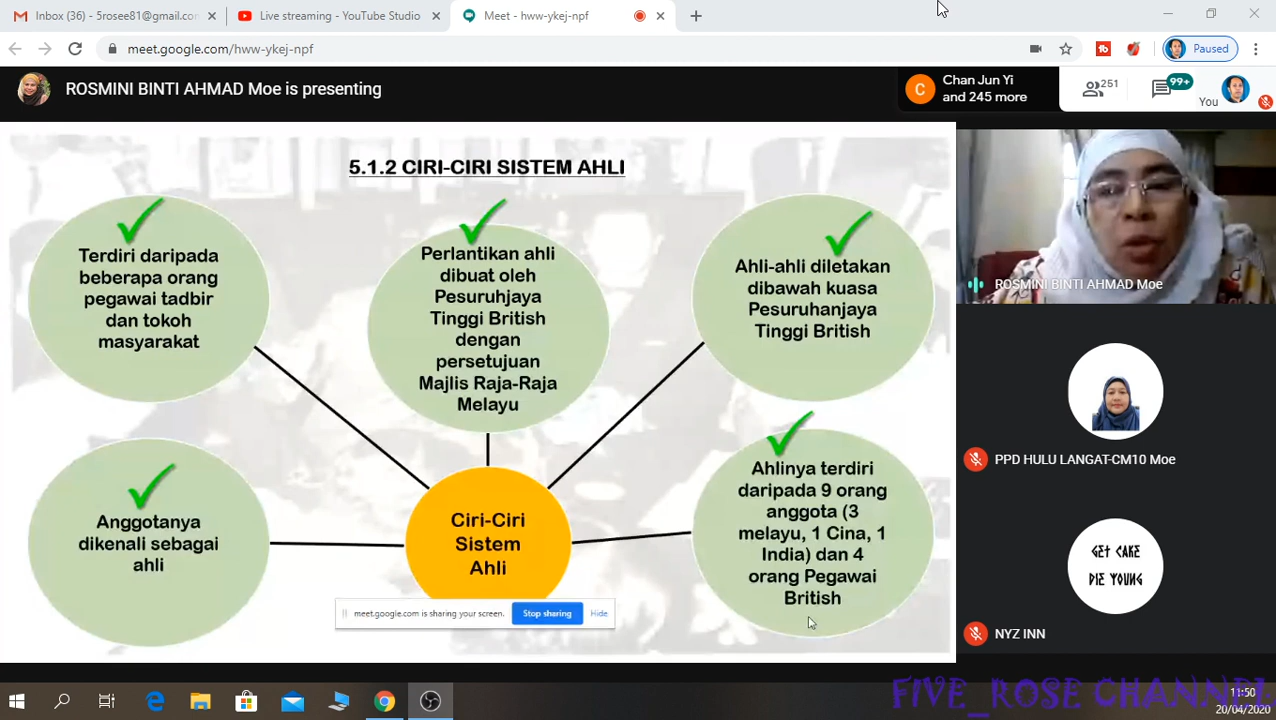 Inbox (36) - 5rosee81@gmail.co
Live streaming - YouTube Studio
Meet - hww-ykej-npf
meet.google.com/hww-ykej-npf
Paused
ROSMINI BINTI AHMAD Moe is presenting
C
Chan Jun Yi
and 245 more
251
99+
You
5.1.2 CIRI-CIRI SISTEM AHLI
Terdiri daripada
beberapa orang
pegawai tadbir
dan tokoh
masyarakat
Perlantikan ahli
dibuat oleh
Pesuruhjaya
Tinggi British
dengan
persetujuan
Majlis Raja-Raja
Melayu
Ahli-ahli diletakan
dibawah kuasa
Pesuruhanjaya
Tinggi British
Anggotanya
dikenali sebagai
ahli
Ciri-Ciri
Sistem
Ahli
Ahlinya terdiri
daripada 9 orang
anggota (3
melayu, 1 Cina, 1
India) dan 4
orang Pegawai
British
meet.google.com is sharing your screen.
Stop sharing
Hide
ROSMINI BINTI AHMAD Moe
PPD HULU LANGAT-CM10 Moe
GET CAKE
DIE YOUNG
NYZ INN
FIVE_ROSE CHANNEL
11:50
20/04/2020